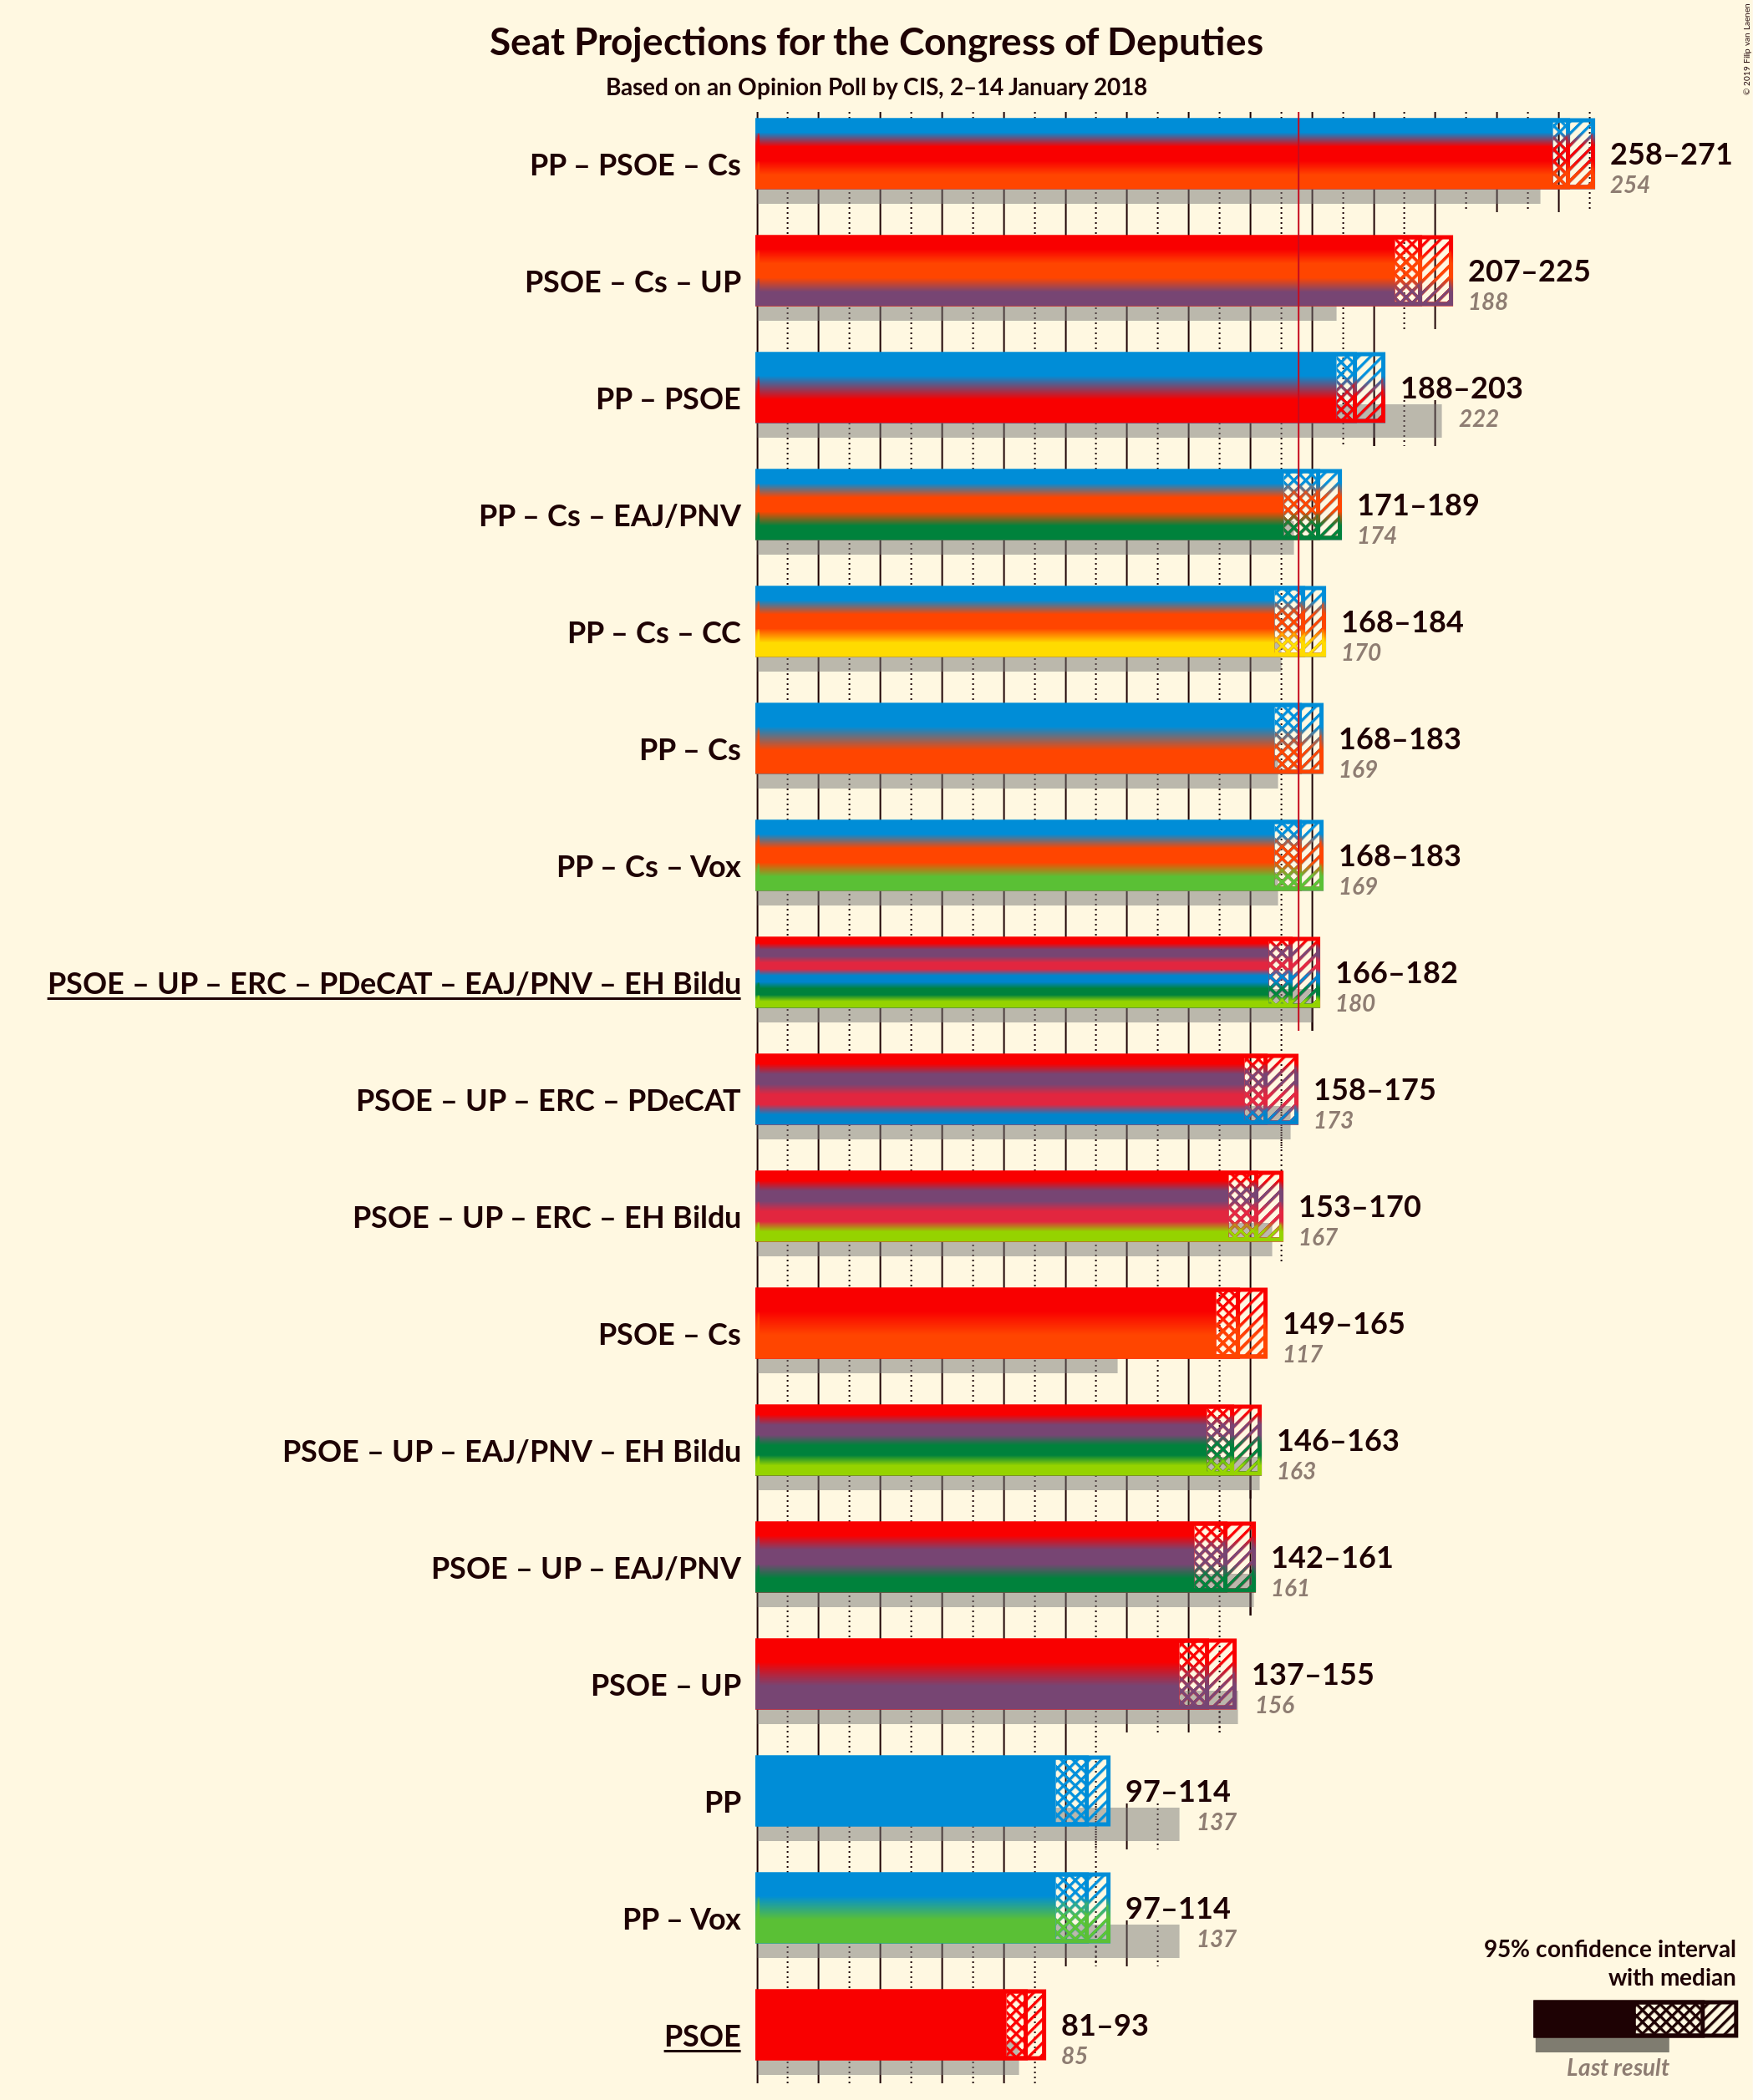 Seat Projections for the Congress of Deputies
Based on an Opinion Poll by CIS, 2–14 January 2018
© 2019 Filip van Laenen
PP – PSOE – Cs
258–271
254
PSOE – Cs – UP
207–225
188
PP – PSOE
188–203
222
PP – Cs – EAJ/PNV
171–189
174
PP – Cs – CC
168–184
170
PP – Cs
168–183
169
PP – Cs – Vox
168–183
169
PSOE – UP – ERC – PDeCAT – EAJ/PNV – EH Bildu
166–182
180
PSOE – UP – ERC – PDeCAT
158–175
173
PSOE – UP – ERC – EH Bildu
153–170
167
PSOE – Cs
149–165
117
PSOE – UP – EAJ/PNV – EH Bildu
146–163
163
PSOE – UP – EAJ/PNV
142–161
161
PSOE – UP
137–155
156
PP
97–114
137
PP – Vox
97–114
137
PSOE
81–93
85
95% confidence interval
with median
Last result